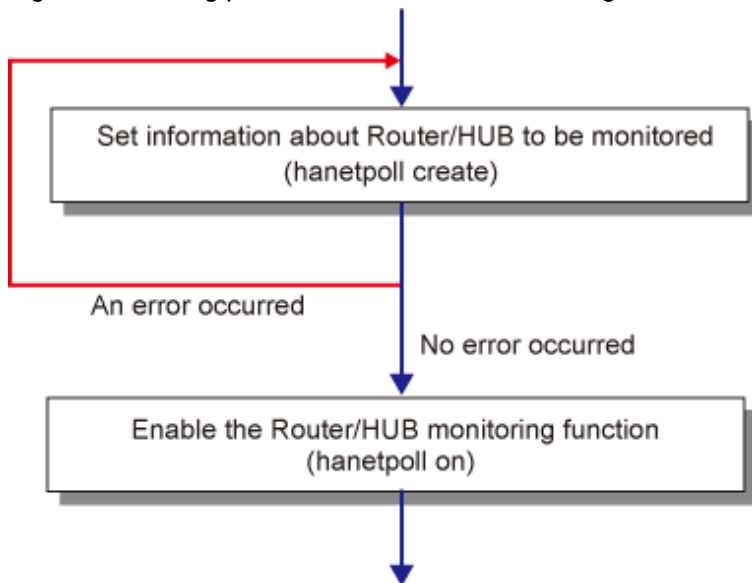 Set information about Router/HUB to be monitored
(hanetpoll create)
An error occurred
No error occurred
Enable the Router/HUB monitoring function
(hanetpoll on)